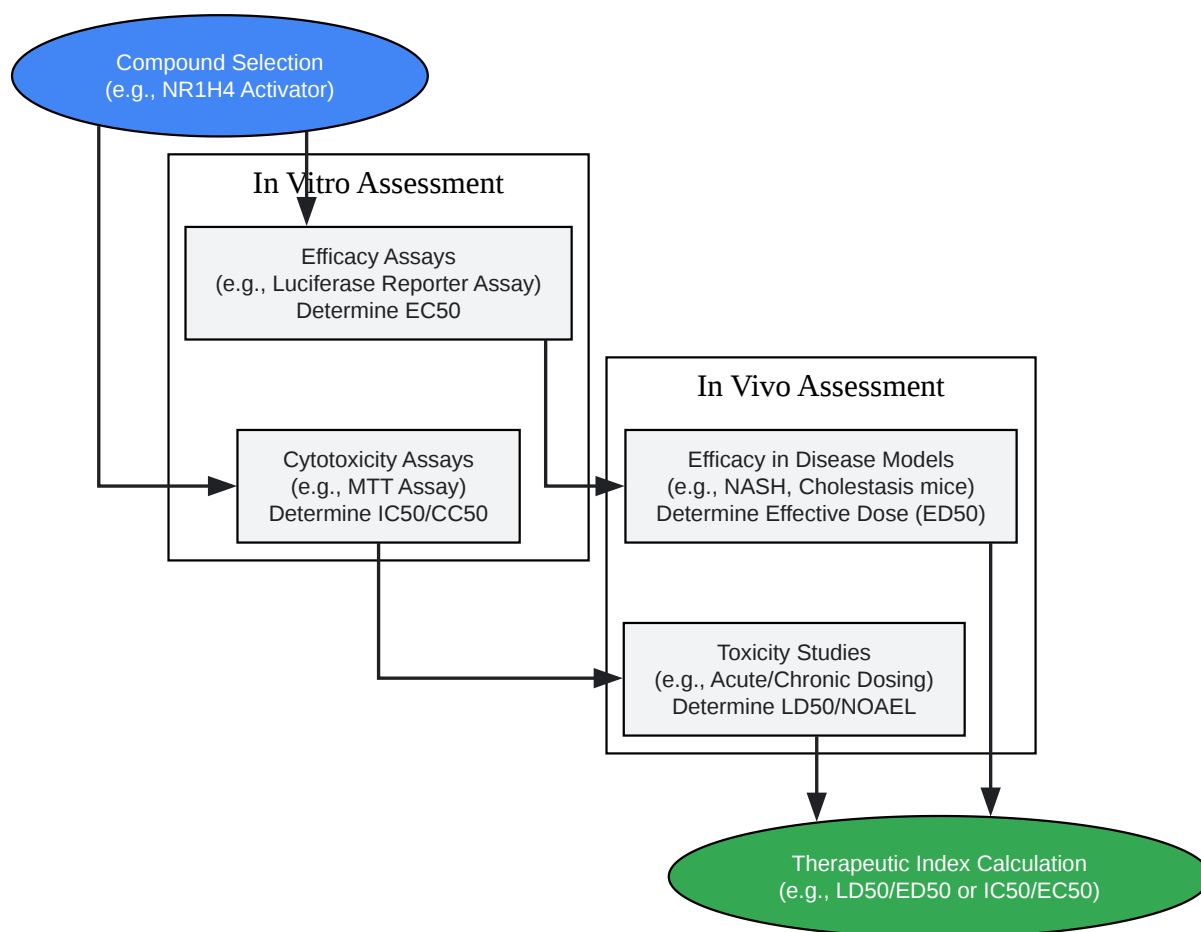 Compound Selection
(e.g., NR1H4 Activator)
In Vitro Assessment
Efficacy Assays
(e.g., Luciferase Reporter Assay)
Determine EC50
Cytotoxicity Assays
(e.g., MTT Assay)
Determine IC50/CC50
In Vivo Assessment
Efficacy in Disease Models
(e.g., NASH, Cholestasis mice)
Determine Effective Dose (ED50)
Toxicity Studies
(e.g., Acute/Chronic Dosing)
Determine LD50/NOAEL
Therapeutic Index Calculation
(e.g., LD50/ED50 or IC50/EC50)